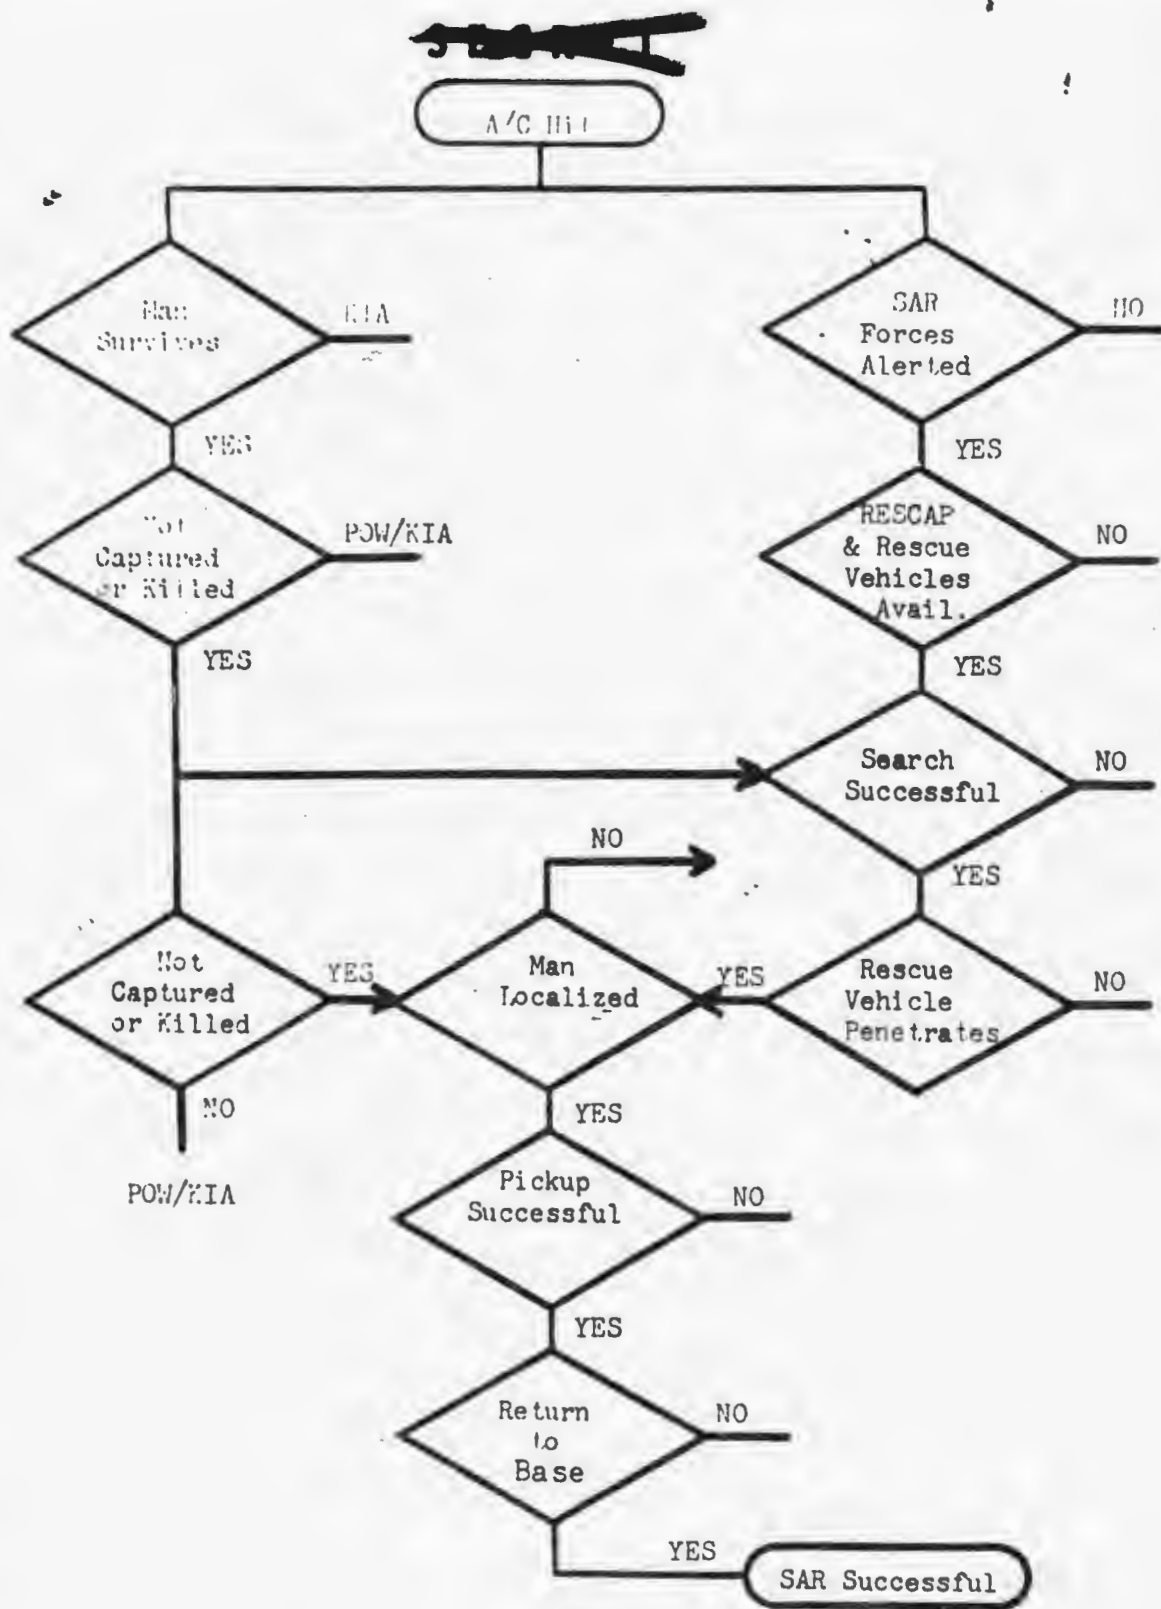 A/C Hit
Man
Survives
KIA
SAR
Forces
Alerted
NO
YES
YES
Not
Captured
or Killed
POW/KIA
RESCAP
& Rescue
Vehicles
Avail.
NO
YES
YES
Search
Successful
NO
NO
YES
Not
Captured
or Killed
YES
Man
Localized
YES
Rescue
Vehicle
Penetrates
NO
NO
POW/KIA
YES
Pickup
Successful
NO
YES
Return
to
Base
NO
YES
SAR Successful